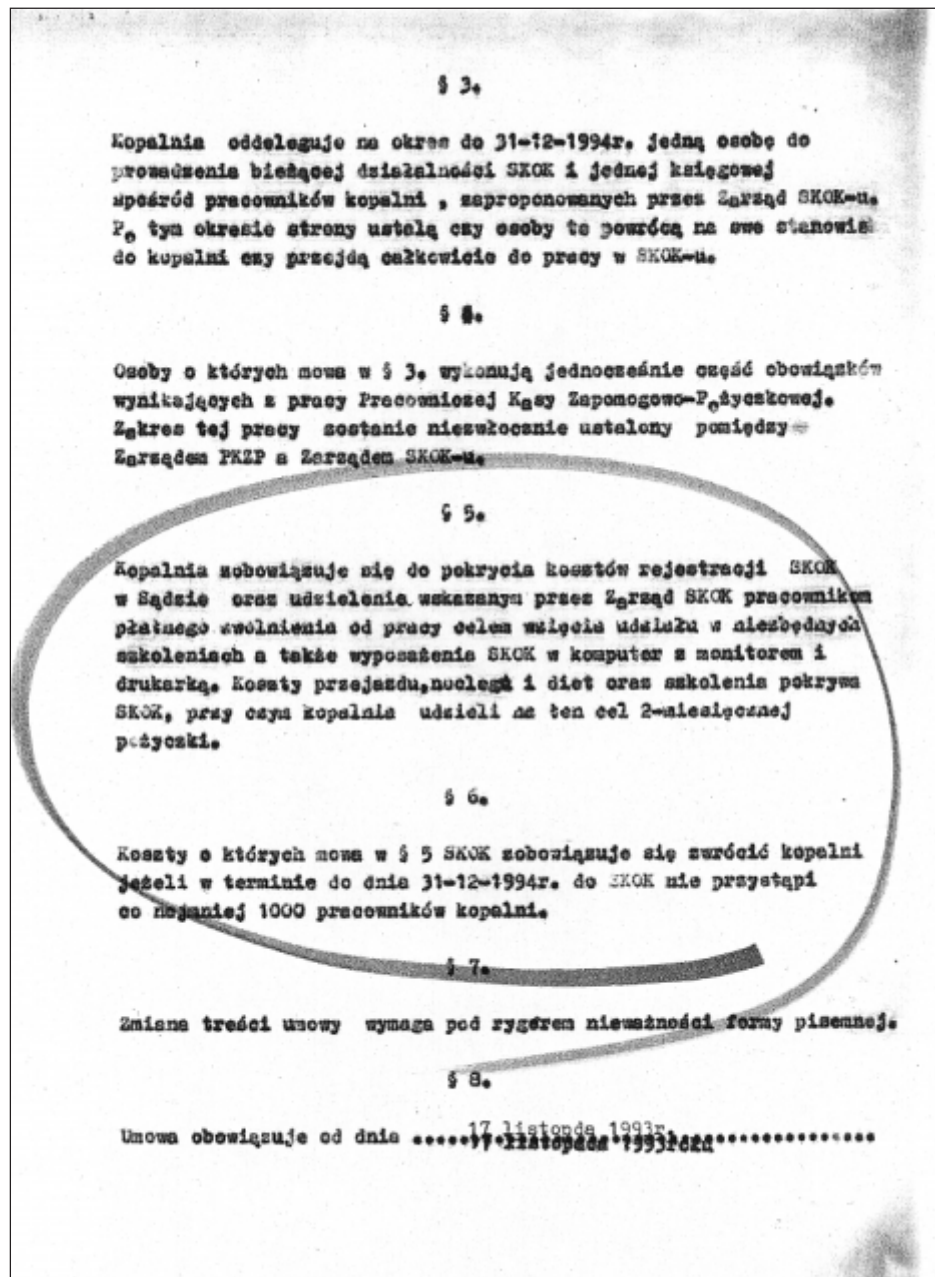 § 3.
Kopalnia oddeleguje na okres do 31-12-1994r. jedną osobę do
prowadzenia bieżącej działalności SKOK i jednej księgowej
spośród pracowników kopalni , zaproponowanych przez Zarząd SKOK-u.
Po tym okresie strony ustalą czy osoby te powrócą na swe stanowis
do kopalni czy przejdą całkowicie do pracy w SKOK-u.
§ 4.
Osoby o których mowa w § 3. wykonują jednocześnie część obowiązków
wynikających z pracy Pracowniczej Kasy Zapomogowo-Pożyczkowej.
Zakres tej pracy zostanie niezwłocznie ustalony pomiędzy
Zarządem PKZP a Zarządem SKOK-u.
§ 5.
Kopalnia zobowiązuje się do pokrycia kosztów rejestracji SKOK
w Sądzie oraz udzielenia wskazanym przez Zarząd SKOK pracownikom
płatnego zwolnienia od pracy celem wzięcia udziału w niezbędnych
szkoleniach a także wyposażenia SKOK w komputer z monitorem i
drukarką. Koszty przejazdu,noclegu i diet oraz szkolenia pokrywa
SKOK, przy czym kopalnia udzieli na ten cel 2-miesięcznej
pożyczki.
§ 6.
Koszty o których mowa w § 5 SKOK zobowiązuje się zwrócić kopalni
jeżeli w terminie do dnia 31-12-1994r. do SKOK nie przystąpi
co najmniej 1000 pracowników kopalni.
§ 7.
Zmiana treści umowy wymaga pod rygorem nieważności formy pisemnej.
§ 8.
17 listopda 1993r.
Umowa obowiązuje od dnia ......17 listopada 1993roku...............